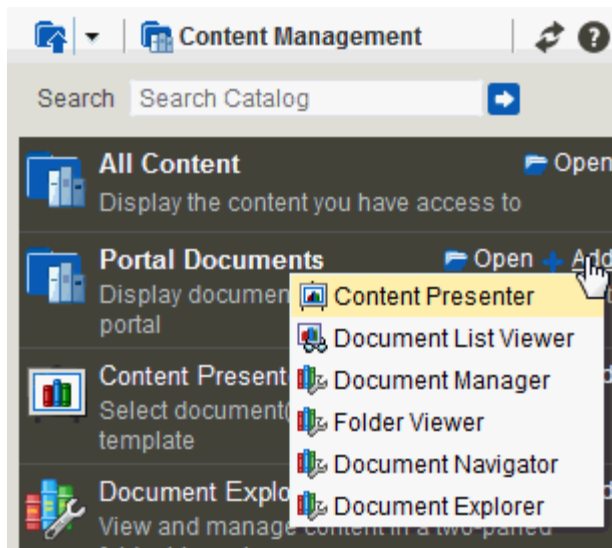 Content Management
Search Search Catalog
All Content Open
Display the content you have access to
Portal Documents Open Add
Display documen
portal
Content Presenter
Document List Viewer
Document Manager
Folder Viewer
Document Navigator
Document Explorer
Content Present
Select document(
template
Document Explo
View and manage content in a two-paned